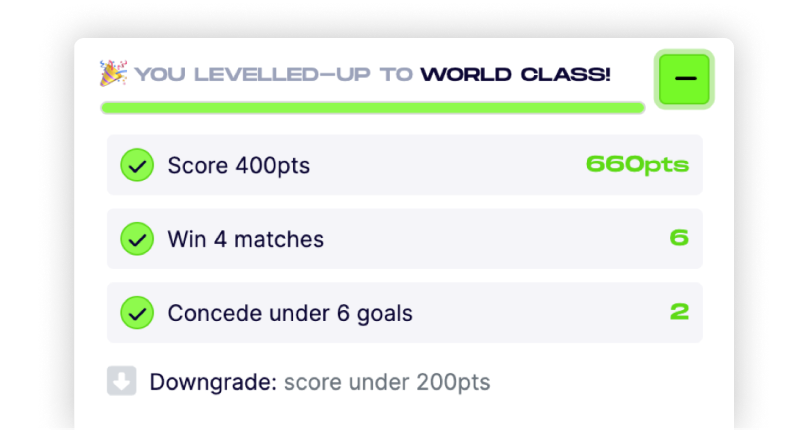 YOU LEVELLED-UP TO WORLD CLASS!
Score 400pts 660pts
Win 4 matches 6
Concede under 6 goals 2
Downgrade: score under 200pts